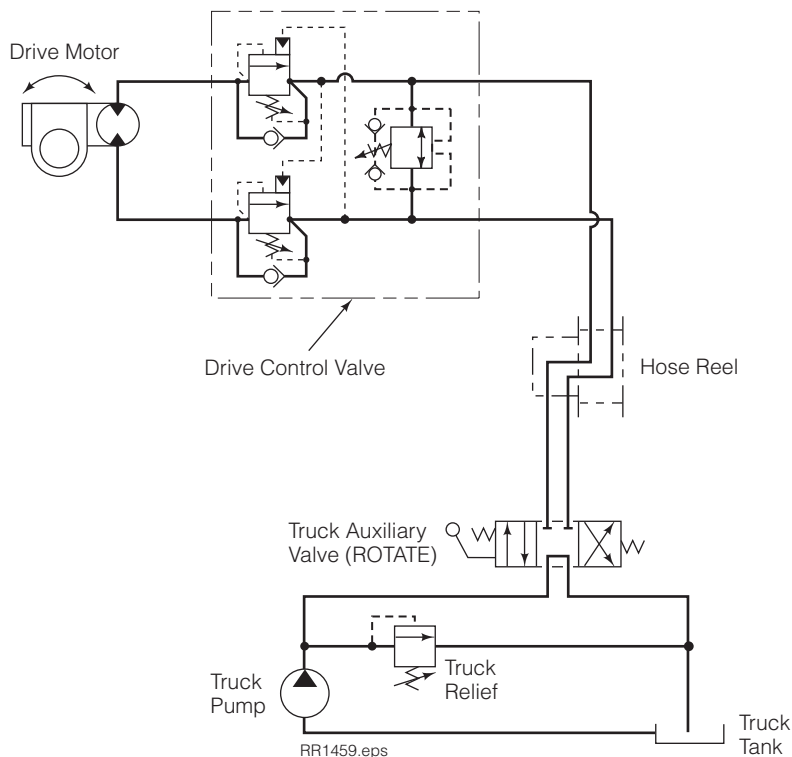 Drive Motor
Drive Control Valve
Hose Reel
Truck Auxiliary
Valve (ROTATE)
Truck
Relief
Truck
Pump
Truck
Tank
RR1459.eps